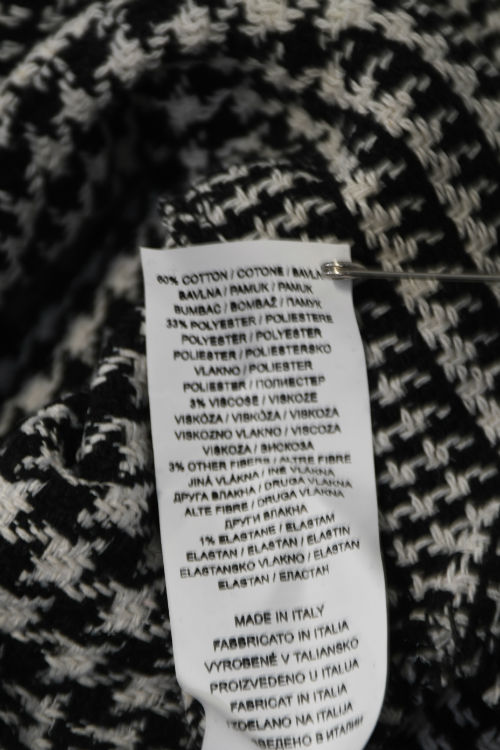 60% COTTON / COTONE / BAVLN
BAVLNA / PAMUK / PAMUK
BUMBAC / BOMBAŽ / ПАМУК
33% POLYESTER / POLIESTERE
POLYESTER / POLYESTER
POLIESTER / POLIESTERSKO
VLAKNO / POLIESTER
POLIESTER / ПОЛИЕСТЕР
3% VISCOSE / VISKOZE
VISKÓZA / VISKÓZA / VISKOZA
VISKOZNO VLAKNO / VISCOZA
VISKOZA / ВИСКОЗА
3% OTHER FIBERS / ALTRE FIBRE
JINÁ VLÁKNA / INÉ VLÁKNA
ДРУГА ВЛАКНА / DRUGA VLAKNA
ALTE FIBRE / DRUGA VLAKNA
ДРУГИ ВЛАКНА
1% ELASTANE / ELASTAM
ELASTAN / ELASTAN / ELASTIN
ELASTANSKO VLAKNO / ELASTAN
ELASTAN / ЕЛАСТАН
MADE IN ITALY
FABBRICATO IN ITALIA
VYROBENÉ V TALIANSKO
PROIZVEDENO U ITALIJA
FABRICAT IN ITALIA
IZDELANO NA ITALIJA
ЗВЕДЕНО В ИТАЛИ